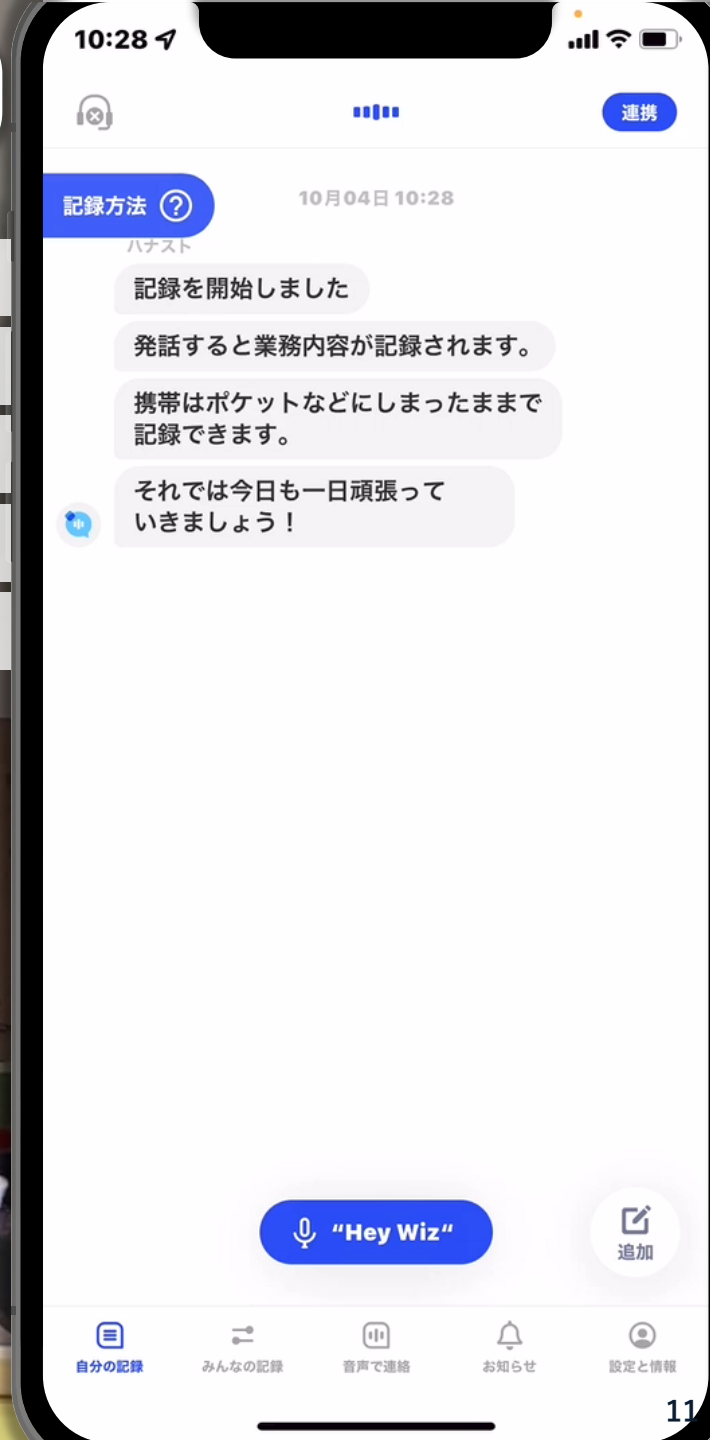 10:28
連携
記録方法 ?
10月04日 10:28
ハナスト
記録を開始しました
発話すると業務内容が記録されます。
携帯はポケットなどにしまったままで
記録できます。
それでは今日も一日頑張って
いきましょう！
“Hey Wiz“
追加
自分の記録
みんなの記録
音声で連絡
お知らせ
設定と情報
11